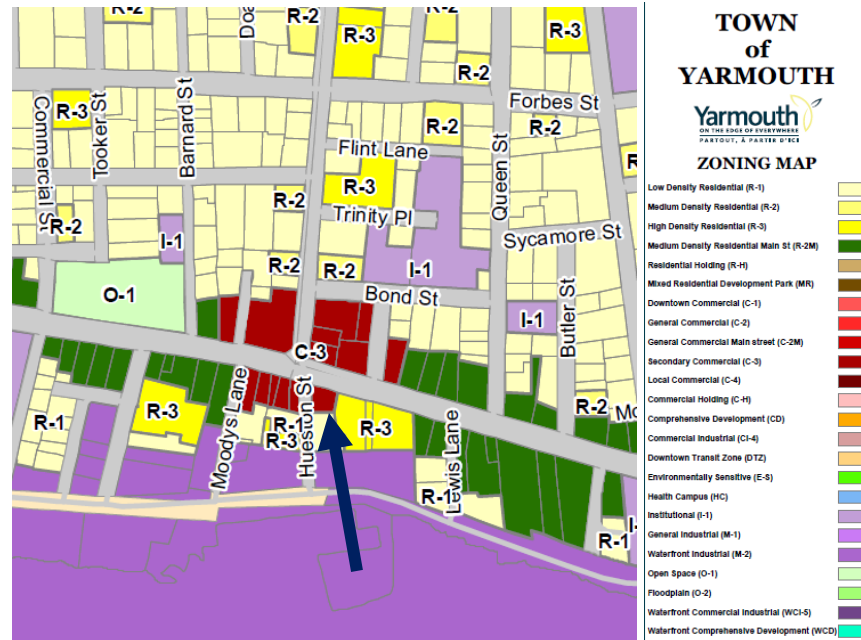 R-2
Doa
R-2
R-3
R-3
R-2
R-3
Forbes St
R-2
R-2
Commercial St
Tooker St
Barnard St
Flint Lane
R-3
R-2
Queen St
R
Trinity Pl
R-2
I-1
Sycamore St
R-2
R-2
I-1
O-1
Bond St
I-1
Butler St
C-3
R-1
R-3
Moody's Lane
R-1
R-3
Hueston St
R-3
R-2
Mo
Lewis Lane
R-1
R-1
I-
TOWN
of
YARMOUTH
Yarmouth
ON THE EDGE OF EVERYWHERE
PARTOUT, À PARTIR D'ICI
ZONING MAP
Low Density Residential (R-1)
Medium Density Residential (R-2)
High Density Residential (R-3)
Medium Density Residential Main St (R-2M)
Residential Holding (R-H)
Mixed Residential Development Park (MR)
Downtown Commercial (C-1)
General Commercial (C-2)
General Commercial Main street (C-2M)
Secondary Commercial (C-3)
Local Commercial (C-4)
Commercial Holding (C-H)
Comprehensive Development (CD)
Commercial Industrial (CI-4)
Downtown Transit Zone (DTZ)
Environmentally Sensitive (E-S)
Health Campus (HC)
Institutional (I-1)
General Industrial (M-1)
Waterfront Industrial (M-2)
Open Space (O-1)
Floodplain (O-2)
Waterfront Commercial Industrial (WCI-5)
Waterfront Comprehensive Development (WCD)